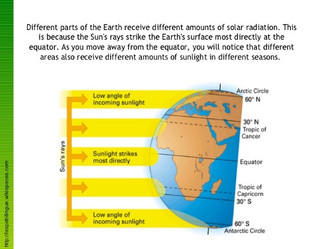 Different parts of the Earth receive different amounts of solar radiation. This
is because the Sun's rays strike the Earth's surface most directly at the
equator. As you move away from the equator, you will notice that different
areas also receive different amounts of sunlight in different seasons.
Arctic Circle
60° N
Low angle of
incoming sunlight
30° N
Tropic of
Cancer
Sun's rays
Sunlight strikes
most directly
Equator
Tropic of
Capricorn
30° S
Low angle of
incoming sunlight
60° S
Antarctic Circle